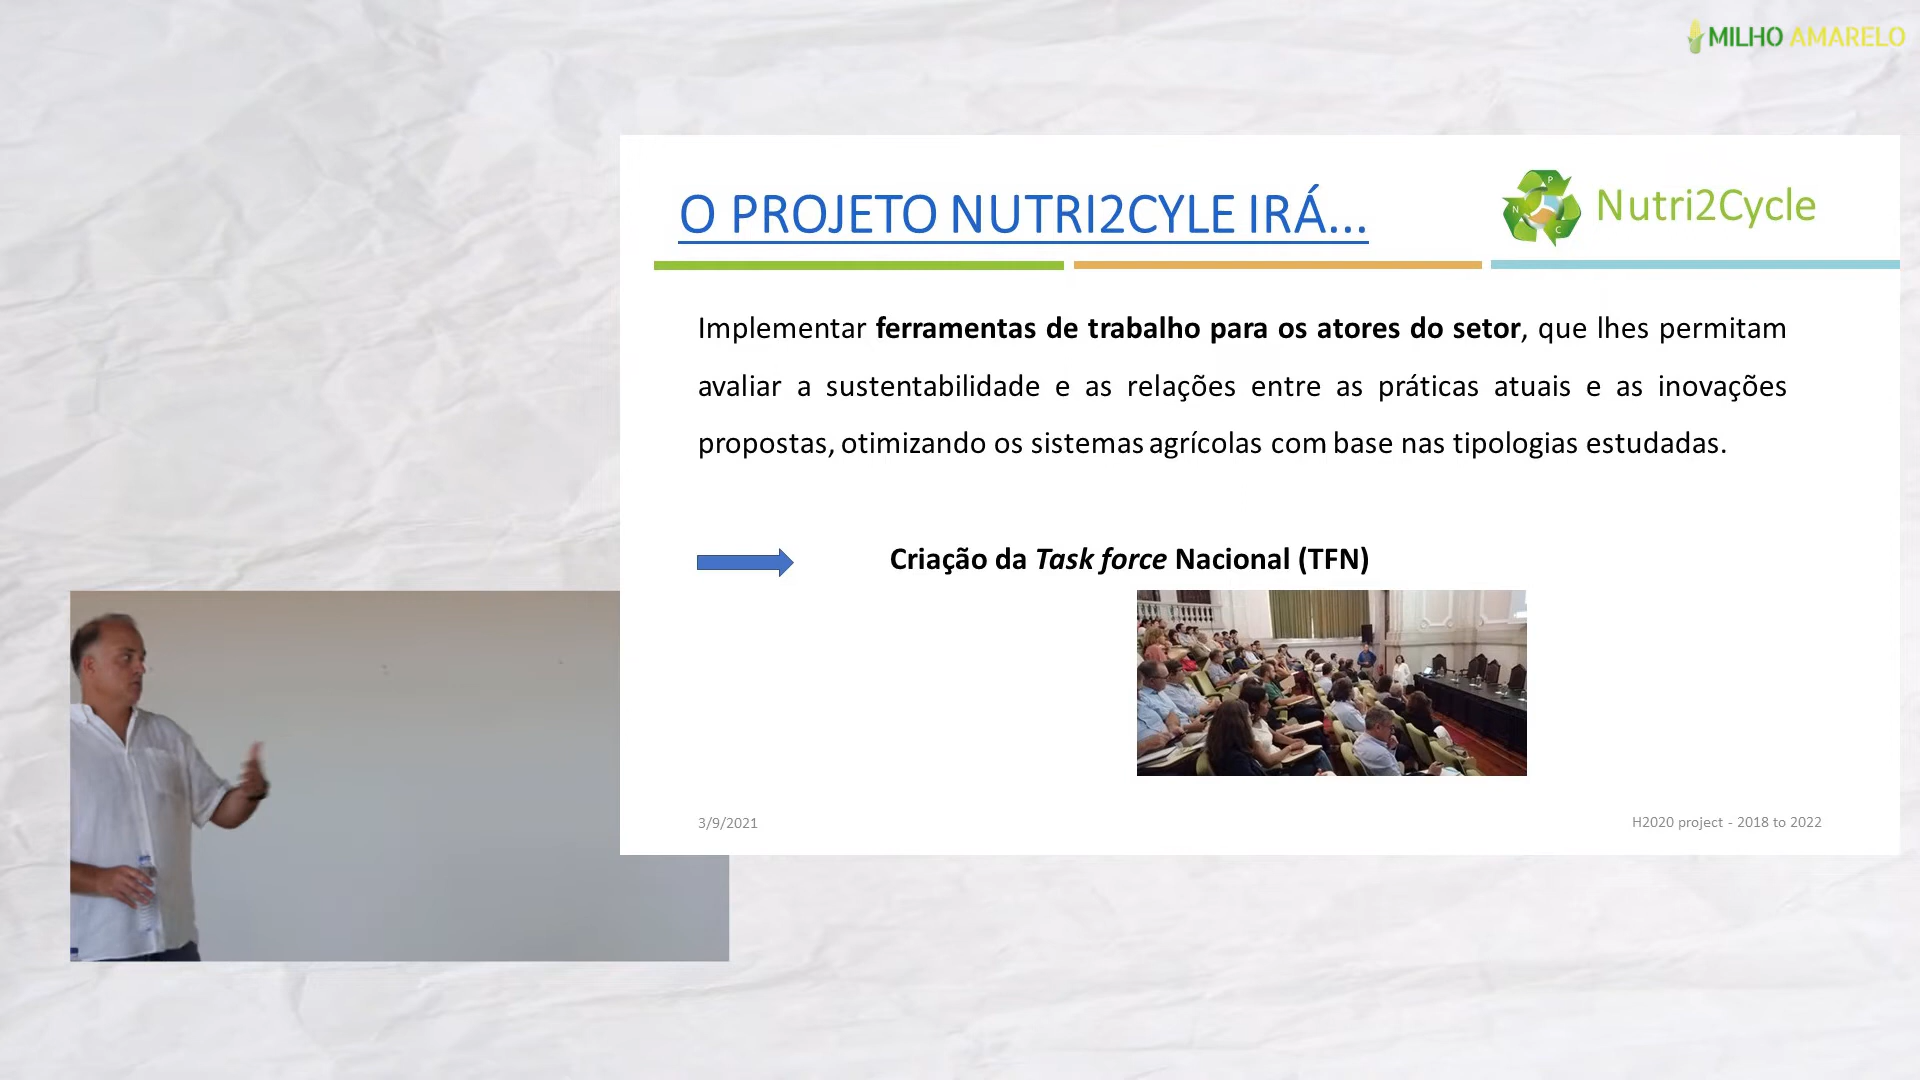 MILHO AMARELO
O PROJETO NUTRI2CYLE IRÁ...
P
N
C
Nutri2Cycle
Implementar ferramentas de trabalho para os atores do setor, que lhes permitam
avaliar a sustentabilidade e as relações entre as práticas atuais e as inovações
propostas, otimizando os sistemas agrícolas com base nas tipologias estudadas.
Criação da Task force Nacional (TFN)
3/9/2021
H2020 project - 2018 to 2022